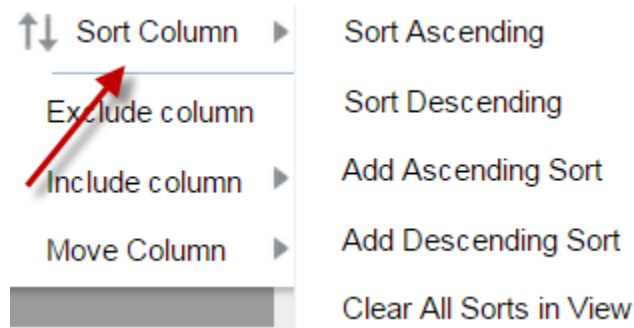 Sort Column
Exclude column
Include column
Move Column
Sort Ascending
Sort Descending
Add Ascending Sort
Add Descending Sort
Clear All Sorts in View